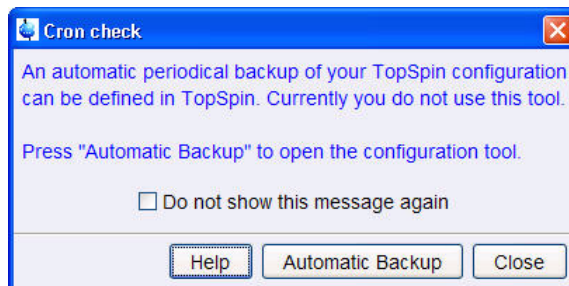 Cron check
An automatic periodical backup of your TopSpin configuration
can be defined in TopSpin. Currently you do not use this tool.
Press "Automatic Backup" to open the configuration tool.
Do not show this message again
Help Automatic Backup Close